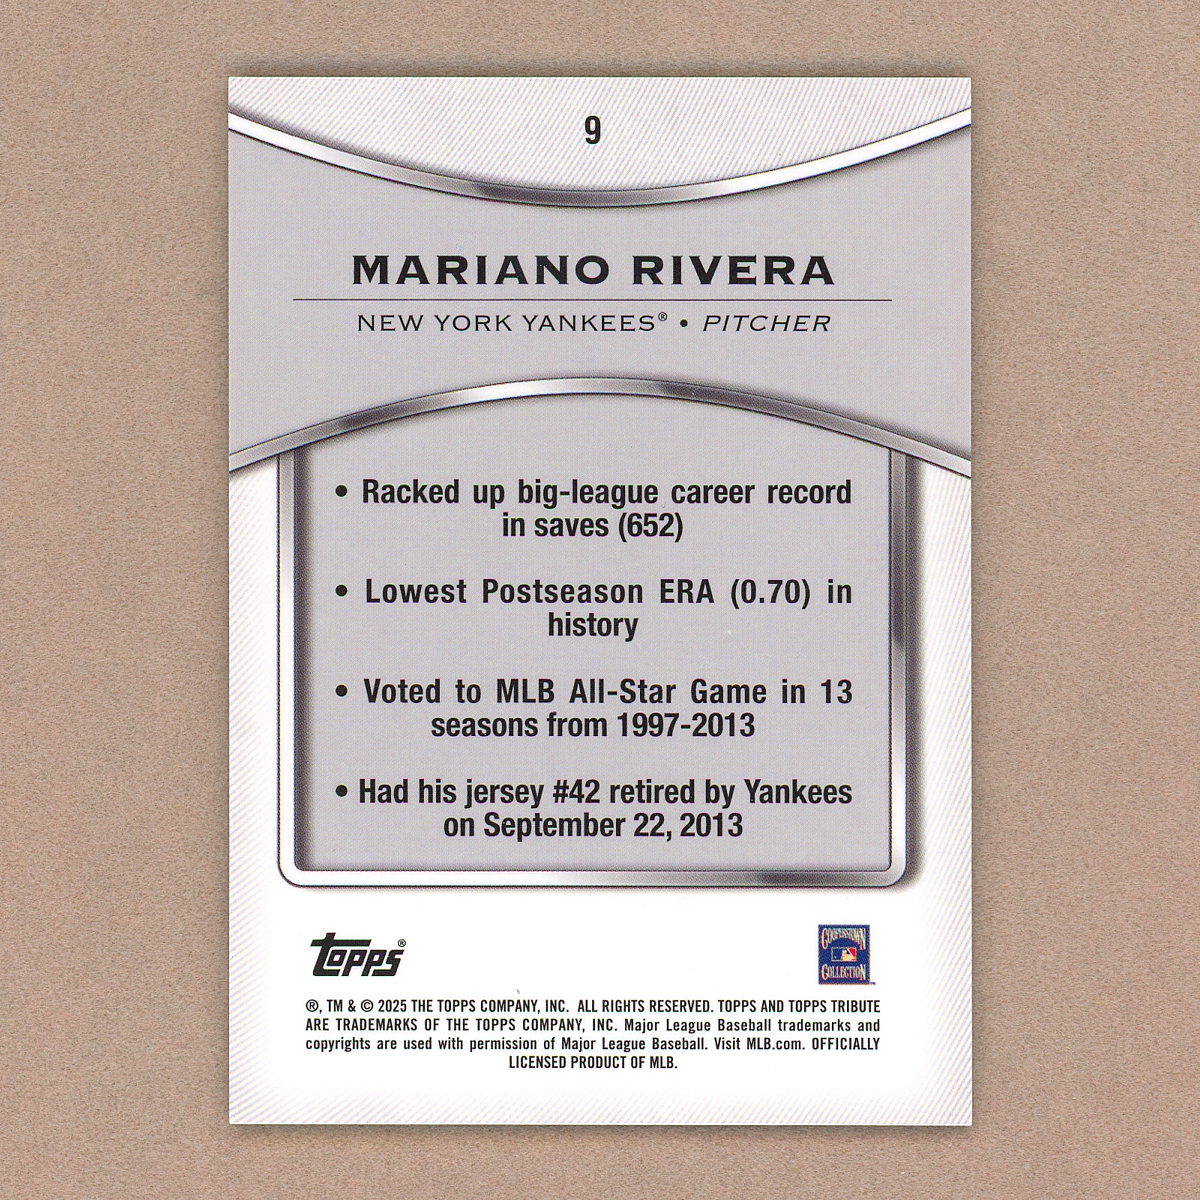 9
MARIANO RIVERA
NEW YORK YANKEES® • PITCHER
• Racked up big-league career record
in saves (652)
• Lowest Postseason ERA (0.70) in
history
• Voted to MLB All-Star Game in 13
seasons from 1997-2013
• Had his jersey #42 retired by Yankees
on September 22, 2013
topps®
COOPERSTOWN
COLLECTION™
®, TM & © 2025 THE TOPPS COMPANY, INC. ALL RIGHTS RESERVED. TOPPS AND TOPPS TRIBUTE
ARE TRADEMARKS OF THE TOPPS COMPANY, INC. Major League Baseball trademarks and
copyrights are used with permission of Major League Baseball. Visit MLB.com. OFFICIALLY
LICENSED PRODUCT OF MLB.